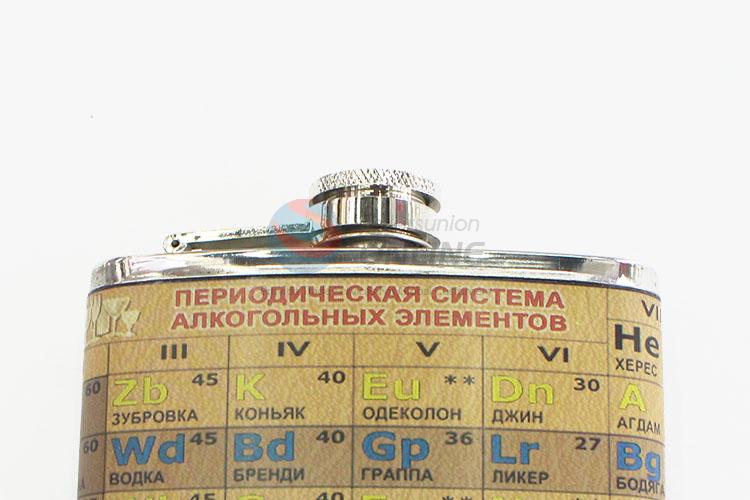 ПЕРИОДИЧЕСКАЯ СИСТЕМА
АЛКОГОЛЬНЫХ ЭЛЕМЕНТОВ
III IV V VI
60 Zb 45 K 40 Eu ** Dn 30 He
ЗУБРОВКА КОНЬЯК ОДЕКОЛОН ДЖИН ХЕРЕС
A
АГДАМ
60 Wd 45 Bd 40 Gp 36 Lr 27 Bg
ВОДКА БРЕНДИ ГРАППА ЛИКЕР БОДЯГА